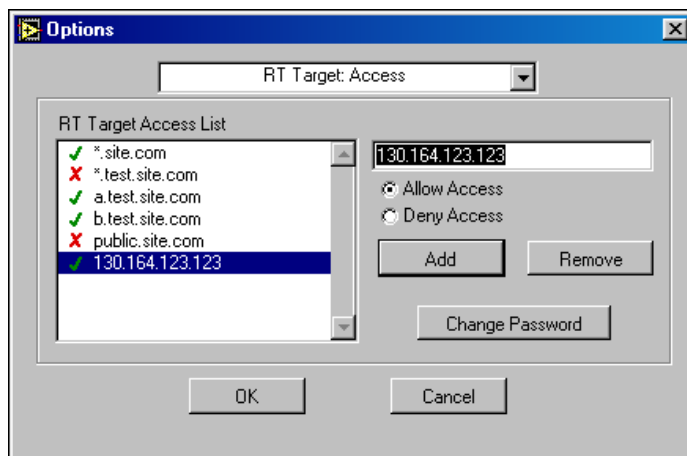 Options
RT Target: Access
RT Target Access List
*.site.com
*.test.site.com
a.test.site.com
b.test.site.com
public.site.com
130.164.123.123
130.164.123.123
Allow Access
Deny Access
Add
Remove
Change Password
OK
Cancel